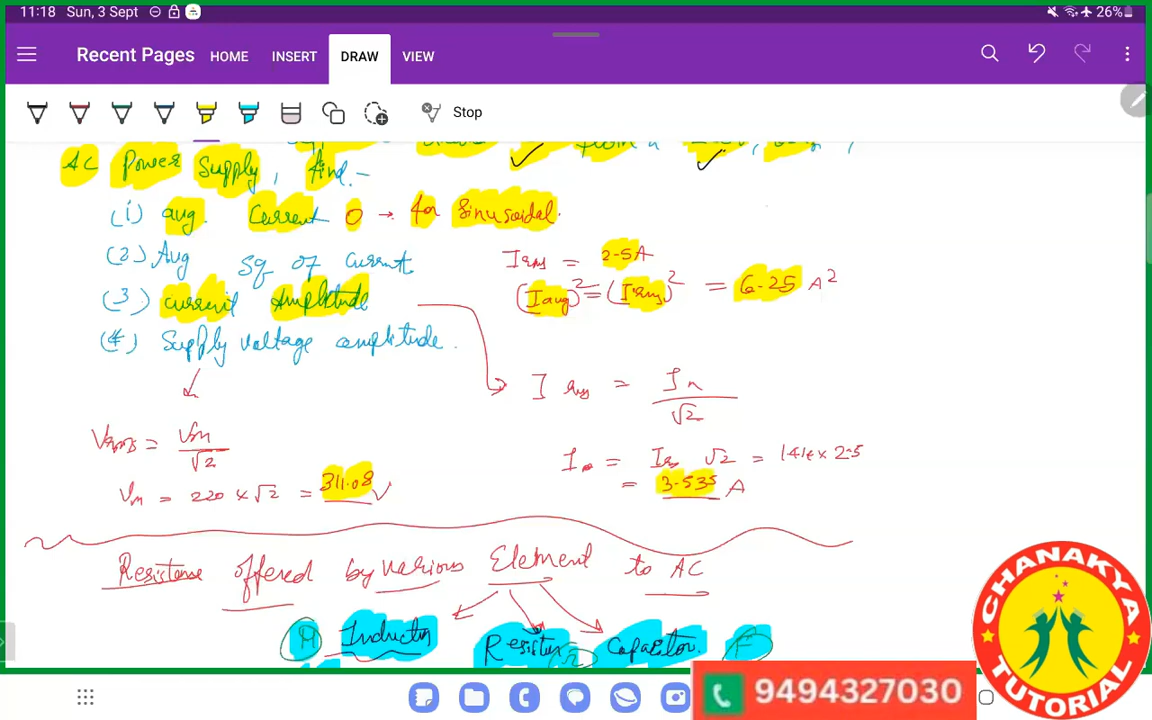 11:18 Sun, 3 Sept
26%
Recent Pages HOME INSERT DRAW VIEW
Stop
AC Power Supply, find.-
(1) avg. Current 0 → for Sinusoidal.
(2) Avg sq of current
(3) current Amplitude
(4) Supply voltage amplitude.
Irms = 2.5A
(Iavg)² = (Irms)² = 6.25 A²
I rms = Im / √2
Im = Irms √2 = 1.414 × 2.5
= 3.535 A
Vrms = Vm / √2
Vm = 220 × √2 = 311.08 V
Resistance offered by various Element to AC
H Inductor Resistor Ω Capacitor. F
9494327030
CHANAKYA
TUTORIAL